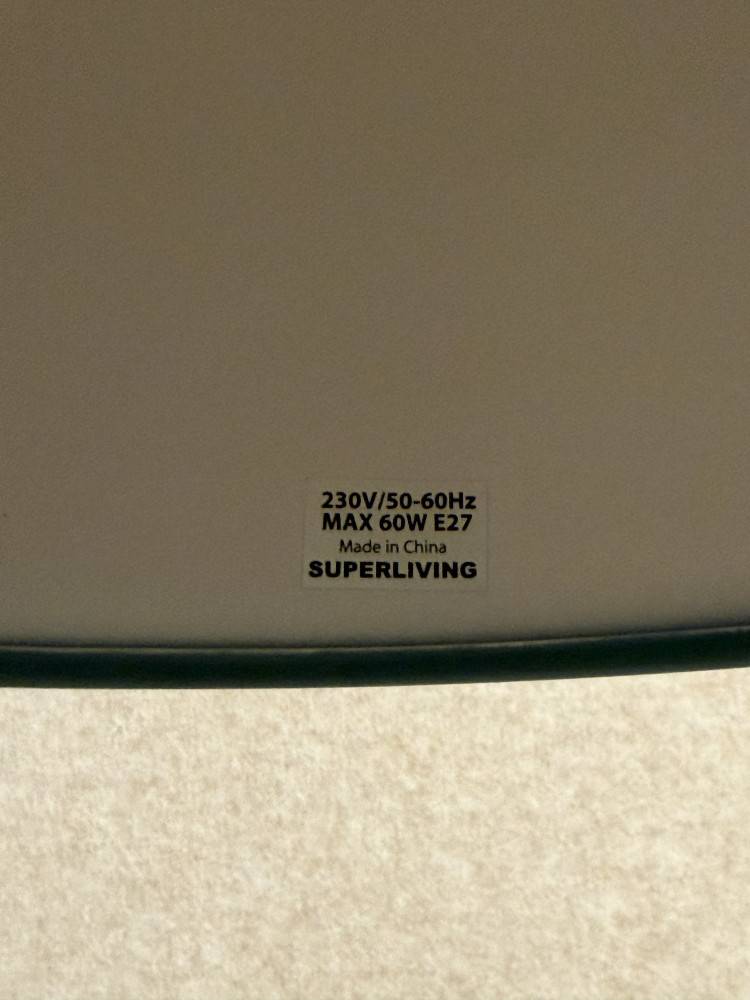 230V/50-60Hz
MAX 60W E27
Made in China
SUPERLIVING